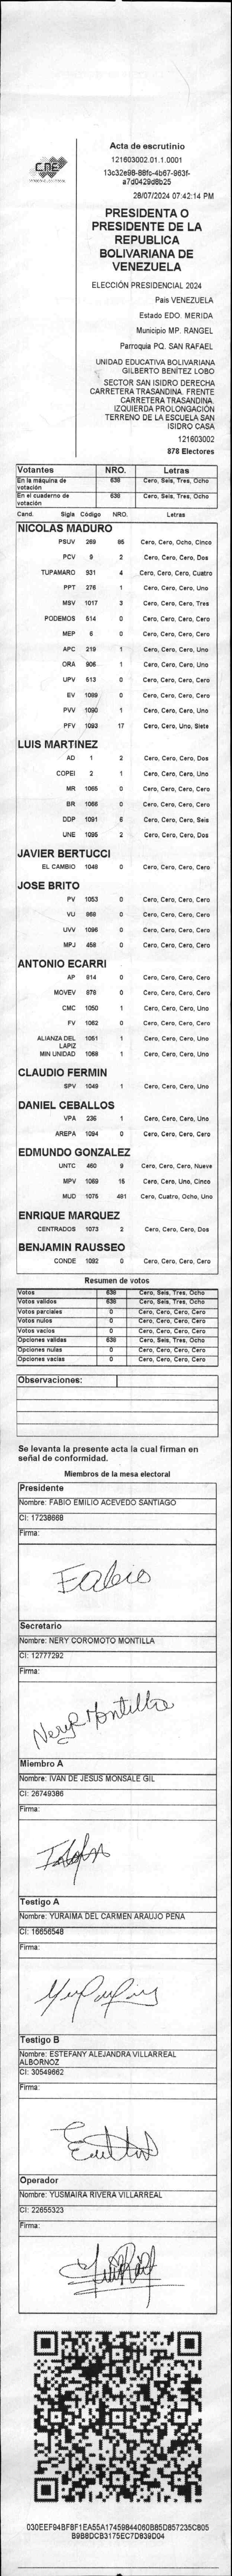 CNE
Acta de escrutinio
121603002.01.1.0001
13c32e98-88fc-4b67-963f-
a7d0429d8b25
28/07/2024 07:42:14 PM
PRESIDENTA O
PRESIDENTE DE LA
REPUBLICA
BOLIVARIANA DE
VENEZUELA
ELECCIÓN PRESIDENCIAL 2024
País VENEZUELA
Estado EDO. MERIDA
Municipio MP. RANGEL
Parroquia PQ. SAN RAFAEL
UNIDAD EDUCATIVA BOLIVARIANA
GILBERTO BENÍTEZ LOBO
SECTOR SAN ISIDRO DERECHA
CARRETERA TRASANDINA. FRENTE
CARRETERA TRASANDINA.
IZQUIERDA PROLONGACIÓN
TERRENO DE LA ESCUELA SAN
ISIDRO CASA
121603002
878 Electores
Votantes NRO. Letras
En la máquina de votación 638 Cero, Seis, Tres, Ocho
En el cuaderno de votación 638 Cero, Seis, Tres, Ocho
Cand. Sigla Código NRO. Letras
NICOLAS MADURO
PSUV 269 85 Cero, Cero, Ocho, Cinco
PCV 9 2 Cero, Cero, Cero, Dos
TUPAMARO 931 4 Cero, Cero, Cero, Cuatro
PPT 276 1 Cero, Cero, Cero, Uno
MSV 1017 3 Cero, Cero, Cero, Tres
PODEMOS 514 0 Cero, Cero, Cero, Cero
MEP 6 0 Cero, Cero, Cero, Cero
APC 219 1 Cero, Cero, Cero, Uno
ORA 906 1 Cero, Cero, Cero, Uno
UPV 513 0 Cero, Cero, Cero, Cero
EV 1089 0 Cero, Cero, Cero, Cero
PVV 1090 1 Cero, Cero, Cero, Uno
PFV 1093 17 Cero, Cero, Uno, Siete
LUIS MARTINEZ
AD 1 2 Cero, Cero, Cero, Dos
COPEI 2 1 Cero, Cero, Cero, Uno
MR 1065 0 Cero, Cero, Cero, Cero
BR 1066 0 Cero, Cero, Cero, Cero
DDP 1091 6 Cero, Cero, Cero, Seis
UNE 1095 2 Cero, Cero, Cero, Dos
JAVIER BERTUCCI
EL CAMBIO 1048 0 Cero, Cero, Cero, Cero
JOSE BRITO
PV 1053 0 Cero, Cero, Cero, Cero
VU 868 0 Cero, Cero, Cero, Cero
UVV 1096 0 Cero, Cero, Cero, Cero
MPJ 458 0 Cero, Cero, Cero, Cero
ANTONIO ECARRI
AP 914 0 Cero, Cero, Cero, Cero
MOVEV 978 0 Cero, Cero, Cero, Cero
CMC 1050 1 Cero, Cero, Cero, Uno
FV 1062 0 Cero, Cero, Cero, Cero
ALIANZA DEL LAPIZ 1051 1 Cero, Cero, Cero, Uno
MIN UNIDAD 1068 1 Cero, Cero, Cero, Uno
CLAUDIO FERMIN
SPV 1049 1 Cero, Cero, Cero, Uno
DANIEL CEBALLOS
VPA 236 1 Cero, Cero, Cero, Uno
AREPA 1094 0 Cero, Cero, Cero, Cero
EDMUNDO GONZALEZ
UNTC 460 9 Cero, Cero, Cero, Nueve
MPV 1069 15 Cero, Cero, Uno, Cinco
MUD 1075 481 Cero, Cuatro, Ocho, Uno
ENRIQUE MARQUEZ
CENTRADOS 1073 2 Cero, Cero, Cero, Dos
BENJAMIN RAUSSEO
CONDE 1092 0 Cero, Cero, Cero, Cero
Resumen de votos
Votos 638 Cero, Seis, Tres, Ocho
Votos válidos 638 Cero, Seis, Tres, Ocho
Votos parciales 0 Cero, Cero, Cero, Cero
Votos nulos 0 Cero, Cero, Cero, Cero
Votos vacíos 0 Cero, Cero, Cero, Cero
Opciones válidas 638 Cero, Seis, Tres, Ocho
Opciones nulas 0 Cero, Cero, Cero, Cero
Opciones vacías 0 Cero, Cero, Cero, Cero
Observaciones:
Se levanta la presente acta la cual firman en
señal de conformidad.
Miembros de la mesa electoral
Presidente
Nombre: FABIO EMILIO ACEVEDO SANTIAGO
CI: 17238668
Firma:
Fabio
Secretario
Nombre: NERY COROMOTO MONTILLA
CI: 12777292
Firma:
Nery Montilla
Miembro A
Nombre: IVAN DE JESUS MONSALE GIL
CI: 26749386
Firma:
Testigo A
Nombre: YURAIMA DEL CARMEN ARAUJO PEÑA
CI: 16656548
Firma:
Testigo B
Nombre: ESTEFANY ALEJANDRA VILLARREAL
ALBORNOZ
CI: 30549662
Firma:
Operador
Nombre: YUSMAIRA RIVERA VILLARREAL
CI: 22655323
Firma:
030EEF94BFBF1EA55A17459844060B85D857235C805
B9B8DCB3175EC7D839D04